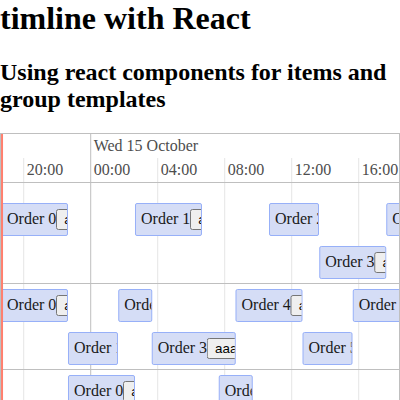 timline with React
Using react components for items and
group templates
Wed 15 October
20:00 00:00 04:00 08:00 12:00 16:00
Order 0 Order 1 Order
Order 3
Order 0 Order 4 Order
Order Order 3 aaa Order
Order 0